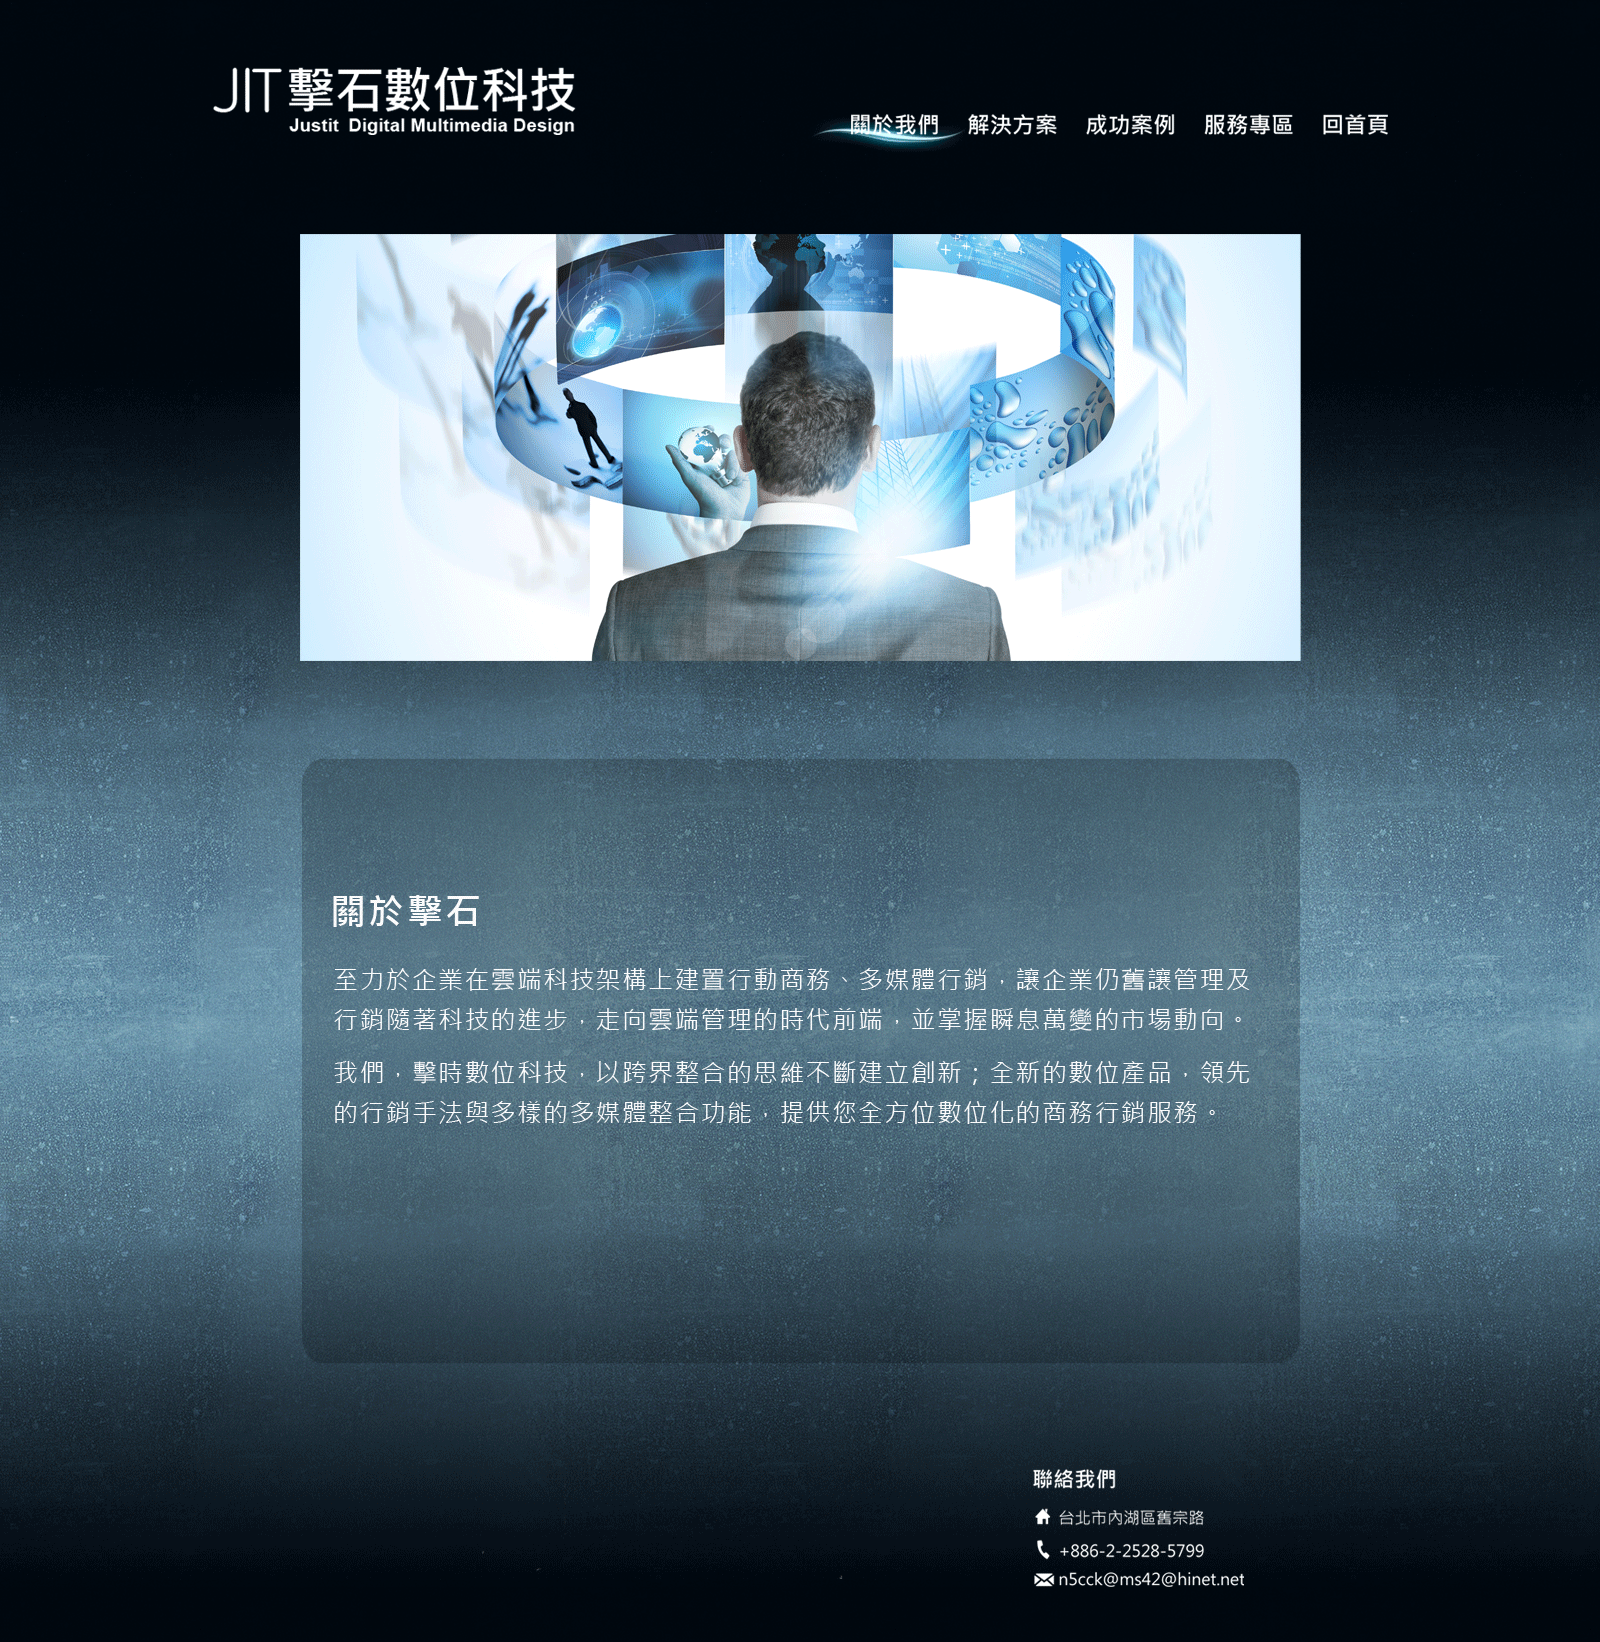 JIT 擊石數位科技
Justit Digital Multimedia Design
關於我們 解決方案 成功案例 服務專區 回首頁
關於擊石
至力於企業在雲端科技架構上建置行動商務、多媒體行銷，讓企業仍舊讓管理及
行銷隨著科技的進步，走向雲端管理的時代前端，並掌握瞬息萬變的市場動向。
我們，擊時數位科技，以跨界整合的思維不斷建立創新；全新的數位產品，領先
的行銷手法與多樣的多媒體整合功能，提供您全方位數位化的商務行銷服務。
聯絡我們
台北市內湖區舊宗路
+886-2-2528-5799
n5cck@ms42@hinet.net